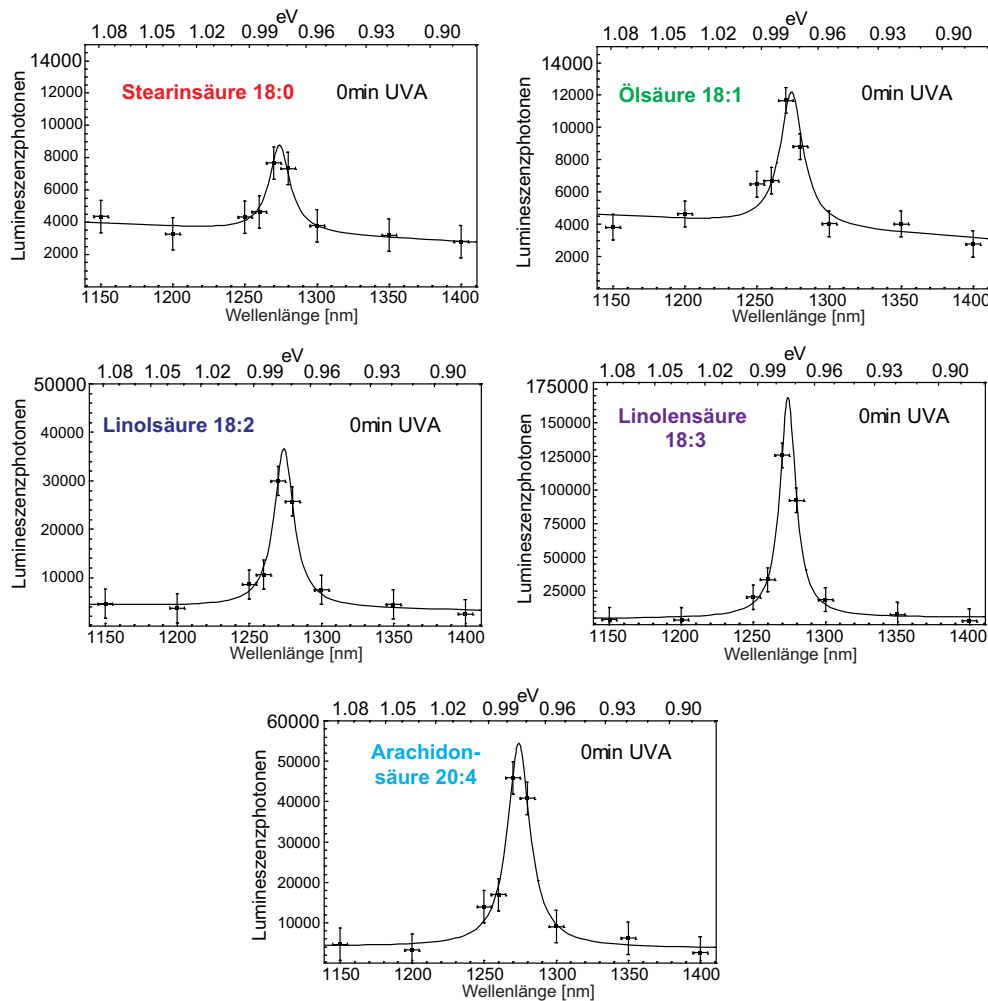 eV
1.08 1.05 1.02 0.99 0.96 0.93 0.90
14000
12000
10000
8000
6000
4000
2000
Lumineszenzphotonen
Stearinsäure 18:0
0min UVA
1150 1200 1250 1300 1350 1400
Wellenlänge [nm]
eV
1.08 1.05 1.02 0.99 0.96 0.93 0.90
14000
12000
10000
8000
6000
4000
2000
Lumineszenzphotonen
Ölsäure 18:1
0min UVA
1150 1200 1250 1300 1350 1400
Wellenlänge [nm]
eV
1.08 1.05 1.02 0.99 0.96 0.93 0.90
50000
40000
30000
20000
10000
Lumineszenzphotonen
Linolsäure 18:2
0min UVA
1150 1200 1250 1300 1350 1400
Wellenlänge [nm]
eV
1.08 1.05 1.02 0.99 0.96 0.93 0.90
175000
150000
125000
100000
75000
50000
25000
Lumineszenzphotonen
Linolensäure
18:3
0min UVA
1150 1200 1250 1300 1350 1400
Wellenlänge [nm]
eV
1.08 1.05 1.02 0.99 0.96 0.93 0.90
60000
50000
40000
30000
20000
10000
Lumineszenzphotonen
Arachidon-
säure 20:4
0min UVA
1150 1200 1250 1300 1350 1400
Wellenlänge [nm]